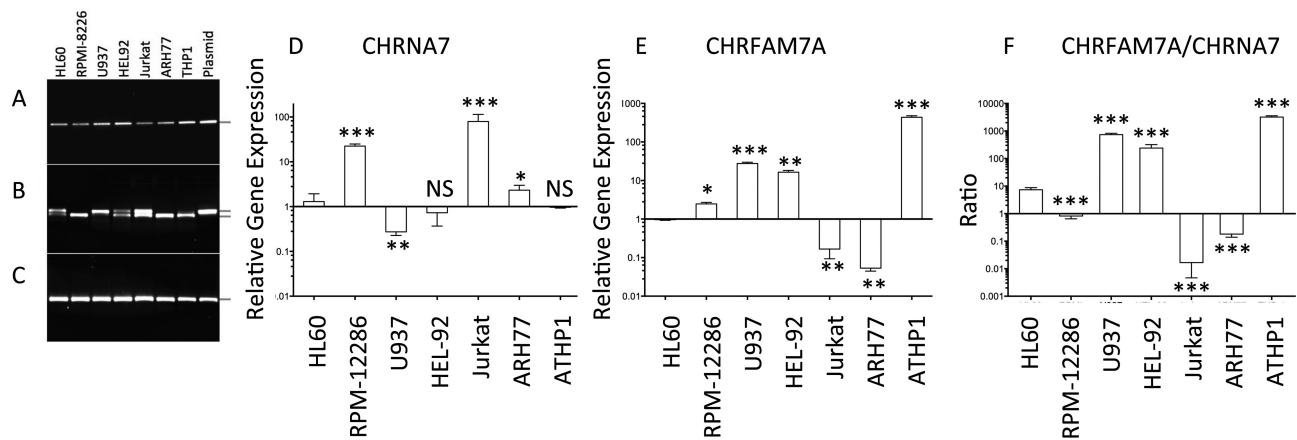 HL60
RPMI-8226
U937
HEL92
Jurkat
ARH77
THP1
Plasmid
A
B
C
D CHRNA7
Relative Gene Expression
100
10
1
0.1
.01
***
**
NS
***
*
NS
HL60
RPM-12286
U937
HEL-92
Jurkat
ARH77
ATHP1
E CHRFAM7A
Relative Gene Expression
1000
100
10
1
0.1
0.01
*
***
**
**
**
***
HL60
RPM-12286
U937
HEL-92
Jurkat
ARH77
ATHP1
F CHRFAM7A/CHRNA7
Ratio
10000
1000
100
10
1
0.1
0.01
0.001
***
***
***
***
***
***
HL60
RPM-12286
U937
HEL-92
Jurkat
ARH77
ATHP1